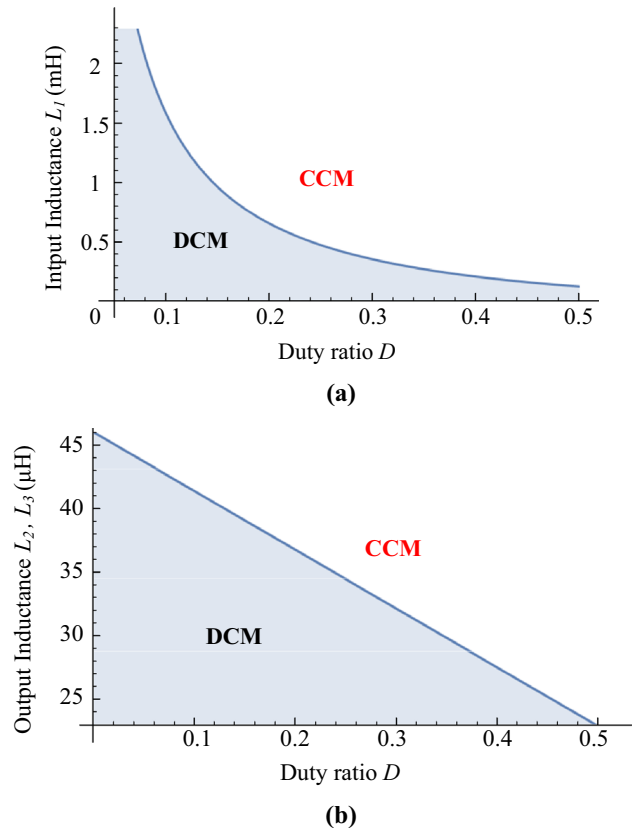 2
1.5
1
0.5
0
Intput Inductance L1 (mH)
CCM
DCM
0.1 0.2 0.3 0.4 0.5
Duty ratio D
(a)
45
40
35
30
25
Output Inductance L2, L3 (μH)
CCM
DCM
0.1 0.2 0.3 0.4 0.5
Duty ratio D
(b)